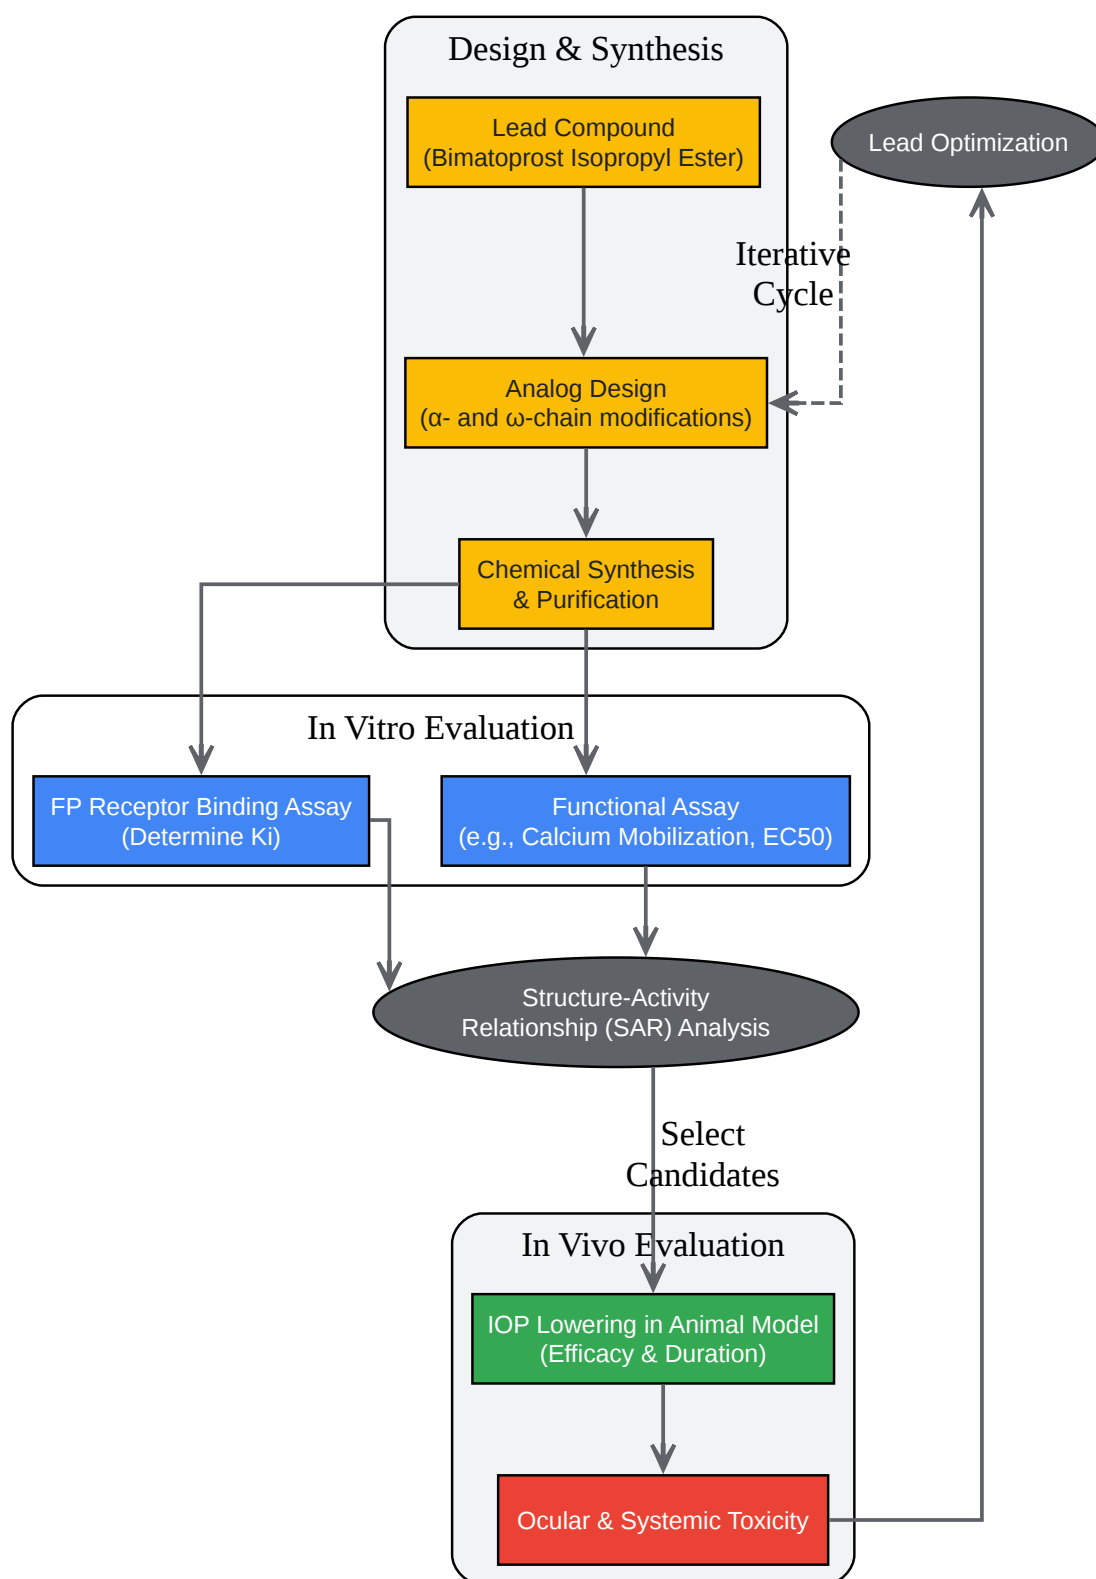 Design & Synthesis
Lead Compound
(Bimatoprost Isopropyl Ester)
Lead Optimization
Iterative
Cycle
Analog Design
(α- and ω-chain modifications)
Chemical Synthesis
& Purification
In Vitro Evaluation
FP Receptor Binding Assay
(Determine Ki)
Functional Assay
(e.g., Calcium Mobilization, EC50)
Structure-Activity
Relationship (SAR) Analysis
Select
Candidates
In Vivo Evaluation
IOP Lowering in Animal Model
(Efficacy & Duration)
Ocular & Systemic Toxicity